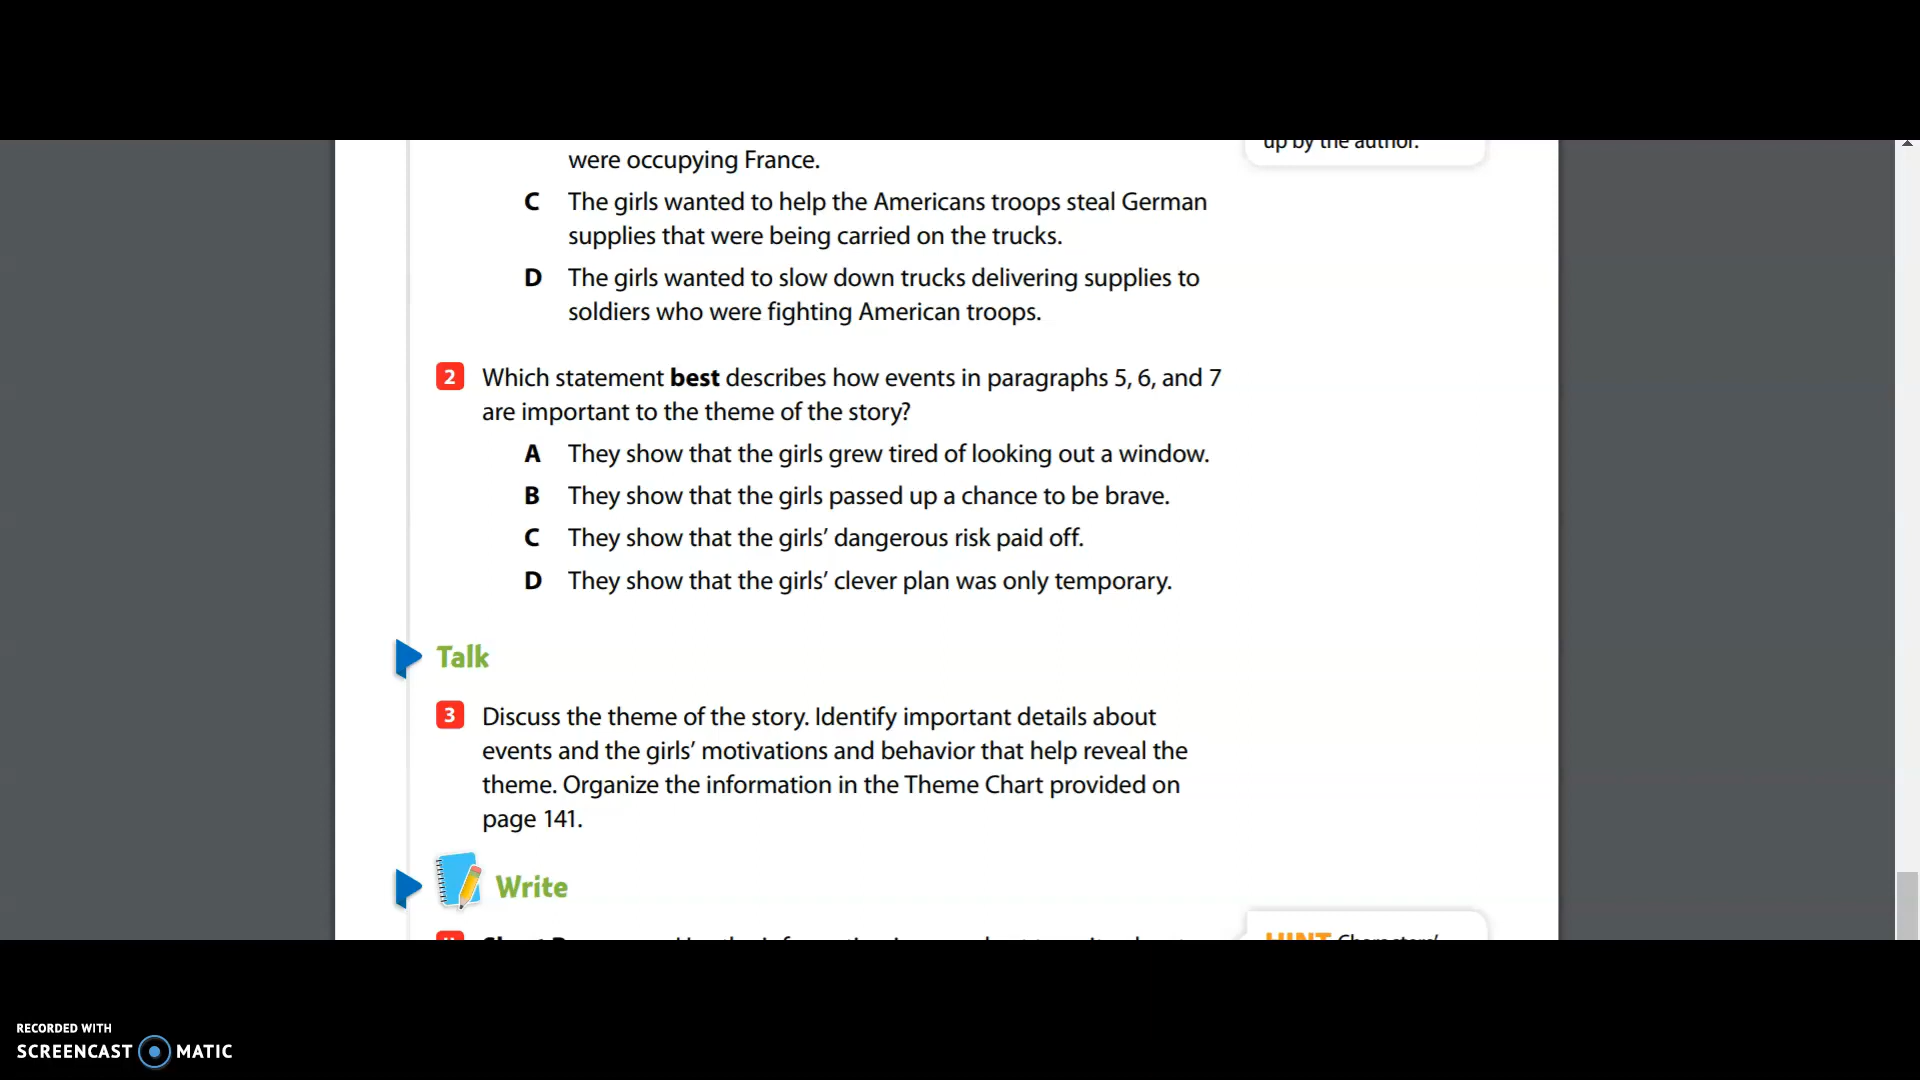 up by the author.
were occupying France.
C The girls wanted to help the Americans troops steal German
supplies that were being carried on the trucks.
D The girls wanted to slow down trucks delivering supplies to
soldiers who were fighting American troops.
2 Which statement best describes how events in paragraphs 5, 6, and 7
are important to the theme of the story?
A They show that the girls grew tired of looking out a window.
B They show that the girls passed up a chance to be brave.
C They show that the girls’ dangerous risk paid off.
D They show that the girls’ clever plan was only temporary.
Talk
3 Discuss the theme of the story. Identify important details about
events and the girls’ motivations and behavior that help reveal the
theme. Organize the information in the Theme Chart provided on
page 141.
Write
HINT Characters’
RECORDED WITH
SCREENCAST MATIC